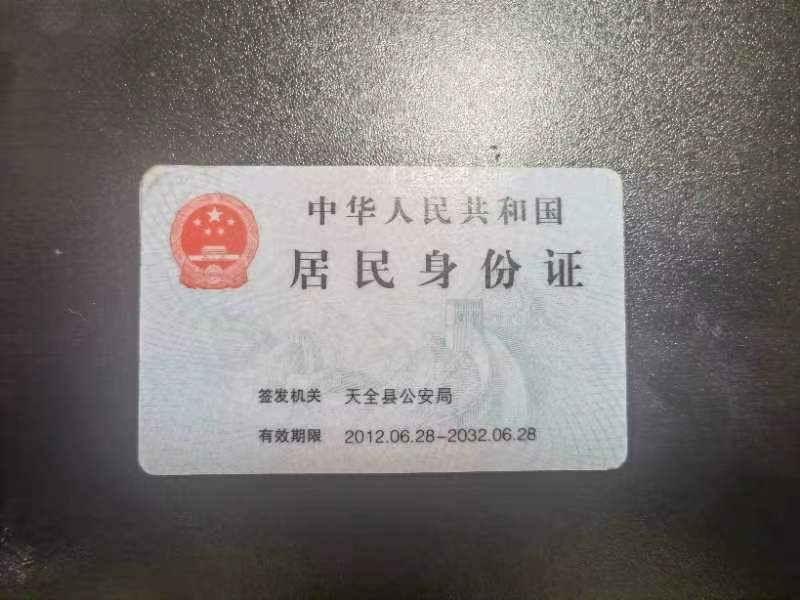 中华人民共和国
居民身份证
签发机关 天全县公安局
有效期限 2012.06.28-2032.06.28